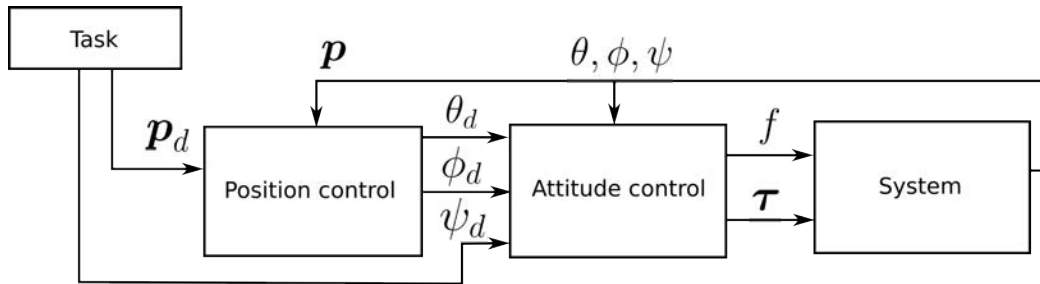 Task
p θ, ϕ, ψ
p_d θ_d f
Position control ϕ_d Attitude control τ System
ψ_d